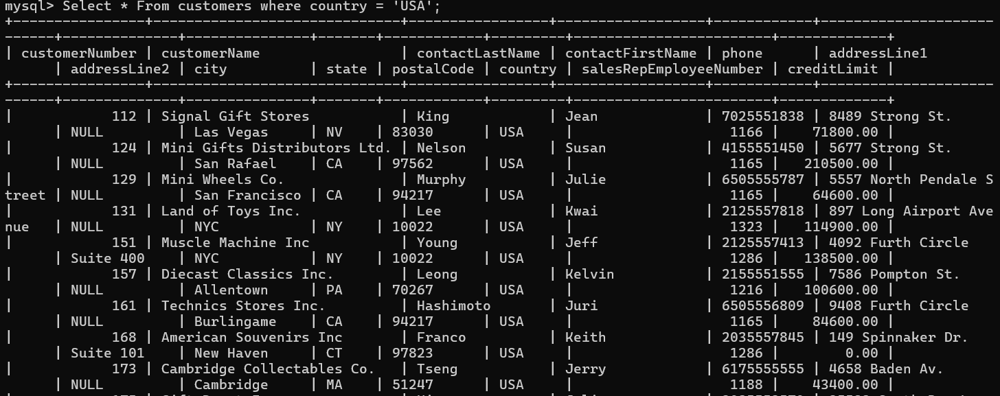 mysql> Select * From customers where country = 'USA';
+----------------+------------------------------+------------------+-------------------+------------+---------------------
------+--------------+---------------+-------+------------+---------+------------------------+-------------+
| customerNumber | customerName                 | contactLastName | contactFirstName | phone      | addressLine1
      | addressLine2 | city          | state | postalCode | country | salesRepEmployeeNumber | creditLimit |
+----------------+------------------------------+------------------+-------------------+------------+---------------------
------+--------------+---------------+-------+------------+---------+------------------------+-------------+
|            112 | Signal Gift Stores           | King            | Jean             | 7025551838 | 8489 Strong St.
      | NULL         | Las Vegas     | NV    | 83030      | USA     |                   1166 |    71800.00 |
|            124 | Mini Gifts Distributors Ltd. | Nelson          | Susan            | 4155551450 | 5677 Strong St.
      | NULL         | San Rafael    | CA    | 97562      | USA     |                   1165 |   210500.00 |
|            129 | Mini Wheels Co.              | Murphy          | Julie            | 6505555787 | 5557 North Pendale S
treet | NULL         | San Francisco | CA    | 94217      | USA     |                   1165 |    64600.00 |
|            131 | Land of Toys Inc.            | Lee             | Kwai             | 2125557818 | 897 Long Airport Ave
nue   | NULL         | NYC           | NY    | 10022      | USA     |                   1323 |   114900.00 |
|            151 | Muscle Machine Inc           | Young           | Jeff             | 2125557413 | 4092 Furth Circle
      | Suite 400    | NYC           | NY    | 10022      | USA     |                   1286 |   138500.00 |
|            157 | Diecast Classics Inc.        | Leong           | Kelvin           | 2155551555 | 7586 Pompton St.
      | NULL         | Allentown     | PA    | 70267      | USA     |                   1216 |   100600.00 |
|            161 | Technics Stores Inc.         | Hashimoto       | Juri             | 6505556809 | 9408 Furth Circle
      | NULL         | Burlingame    | CA    | 94217      | USA     |                   1165 |    84600.00 |
|            168 | American Souvenirs Inc       | Franco          | Keith            | 2035557845 | 149 Spinnaker Dr.
      | Suite 101    | New Haven     | CT    | 97823      | USA     |                   1286 |        0.00 |
|            173 | Cambridge Collectables Co.   | Tseng           | Jerry            | 6175555555 | 4658 Baden Av.
      | NULL         | Cambridge     | MA    | 51247      | USA     |                   1188 |    43400.00 |